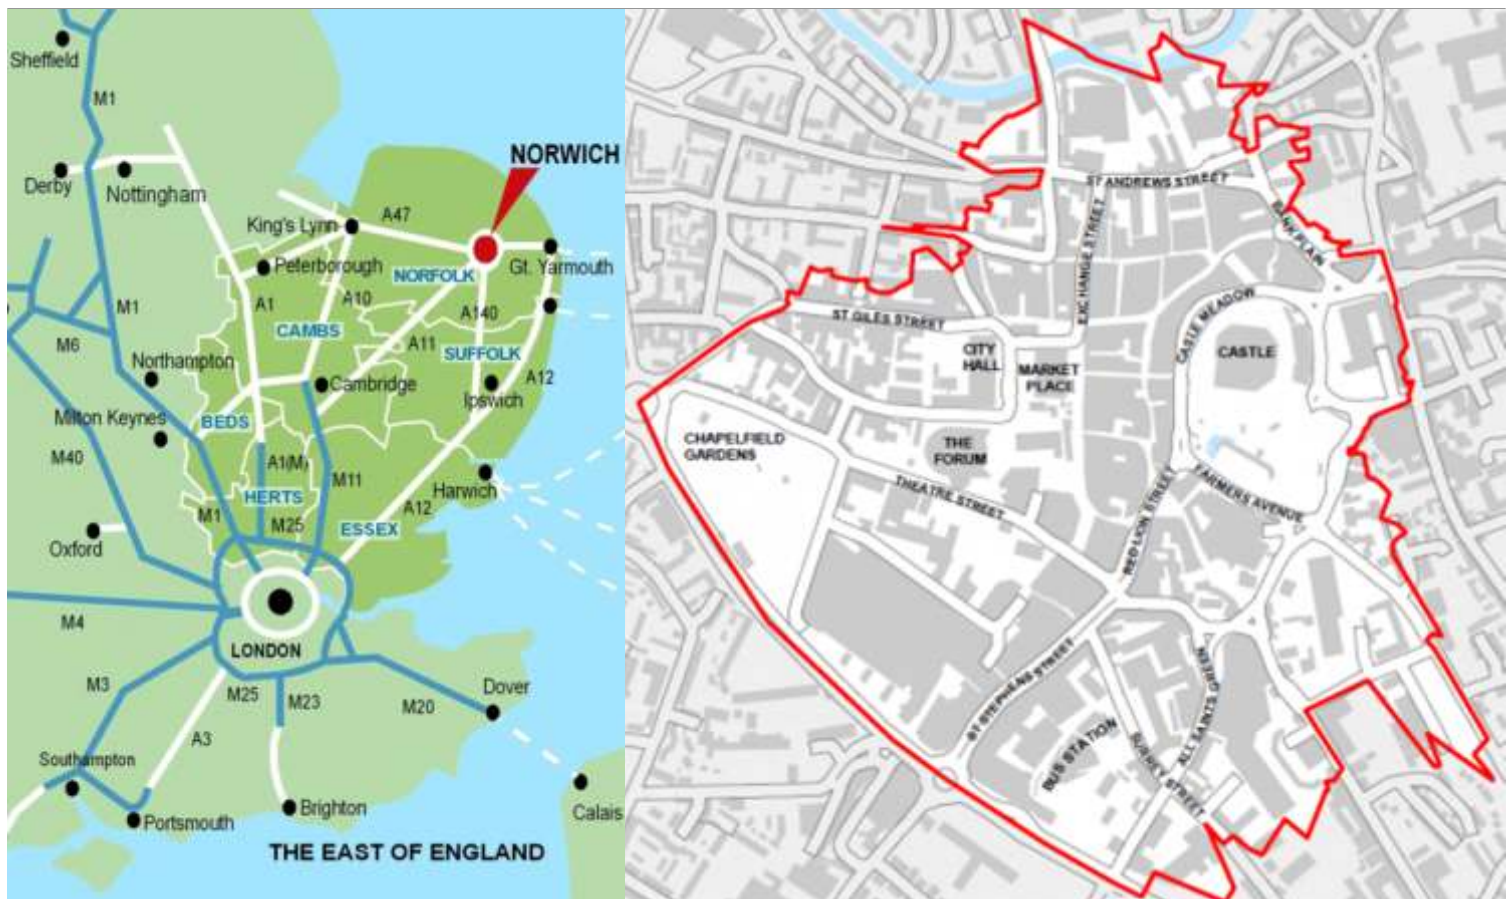 Sheffield
M1
NORWICH
Derby
Nottingham
King's Lynn
A47
Peterborough
NORFOLK
Gt. Yarmouth
A1
A10
A140
M1
CAMBS
A11
SUFFOLK
M6
Northampton
Cambridge
A12
Ipswich
Milton Keynes
BEDS
M40
A1(M)
M11
Harwich
HERTS
A12
M1
M25
ESSEX
Oxford
M4
LONDON
M3
M25
M23
M20
Dover
A3
Southampton
Portsmouth
Brighton
Calais
THE EAST OF ENGLAND
ST ANDREWS STREET
BANK PLAIN
EXCHANGE STREET
CASTLE MEADOW
ST GILES STREET
CITY
HALL
MARKET
PLACE
CASTLE
CHAPELFIELD
GARDENS
THE
FORUM
THEATRE STREET
RED LION STREET
FARMERS AVENUE
ST STEPHENS STREET
ALL SAINTS GREEN
BUS STATION
SURREY STREET